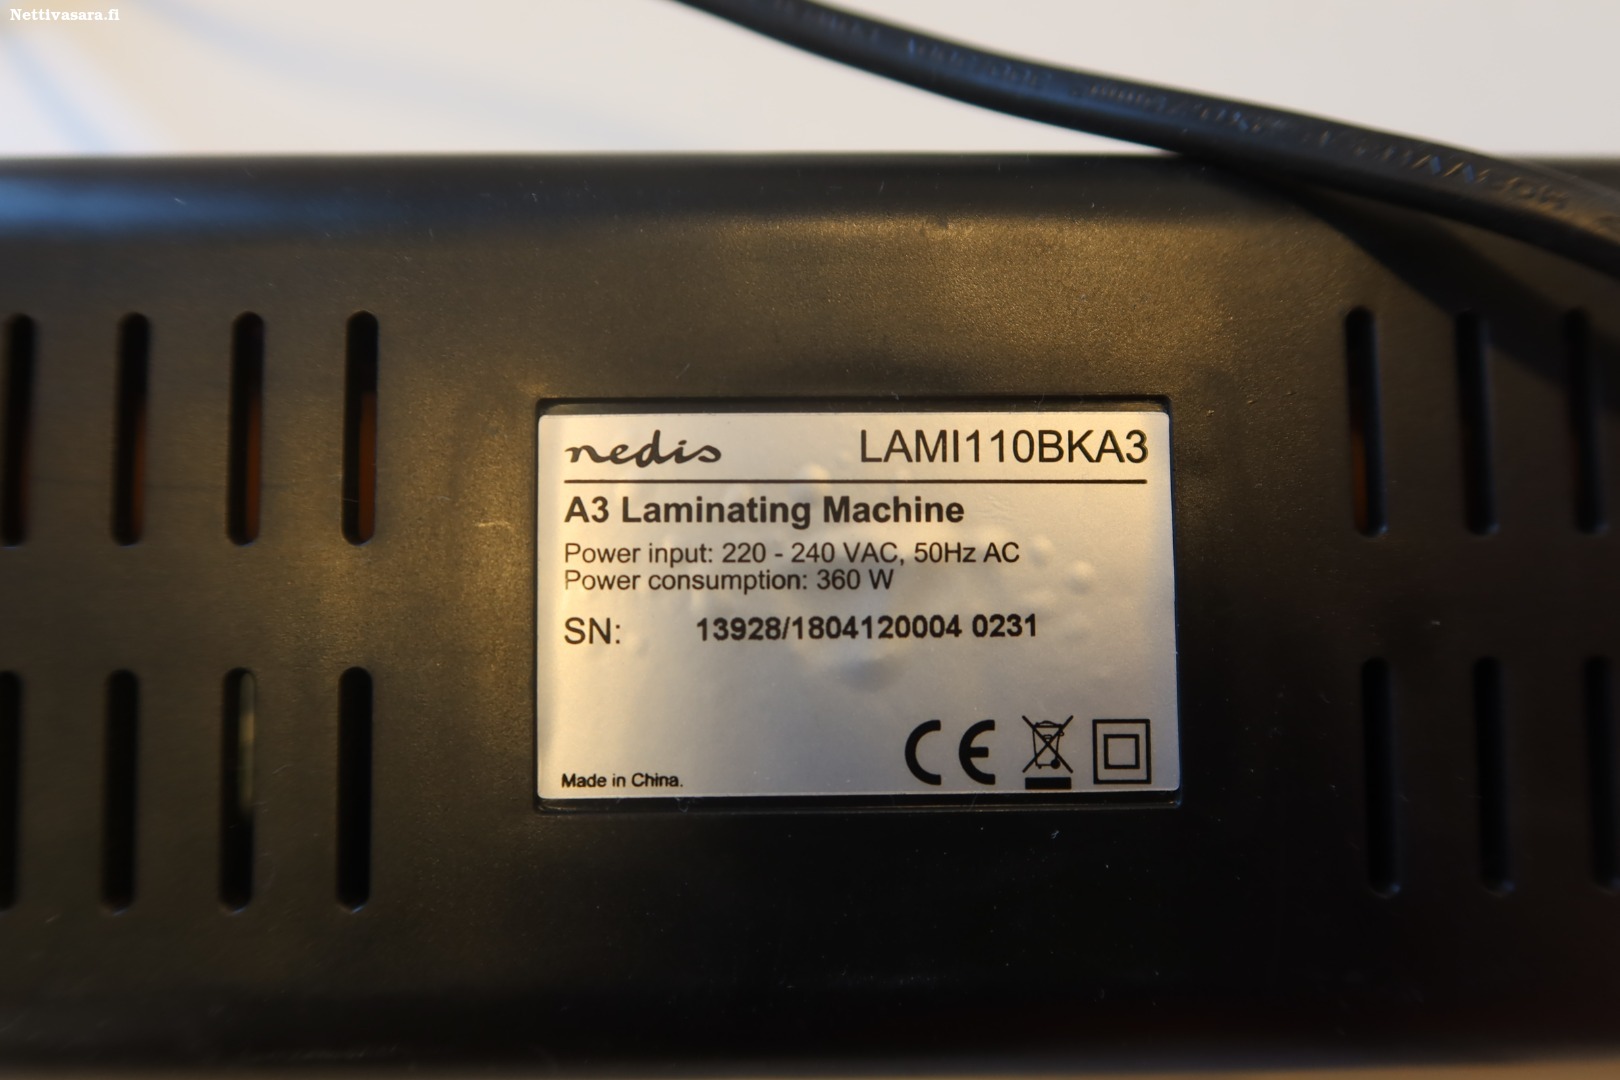 Nettivasara.fi
nedis LAMI110BKA3
A3 Laminating Machine
Power input: 220 - 240 VAC, 50Hz AC
Power consumption: 360 W
SN: 13928/1804120004 0231
CE
Made in China.